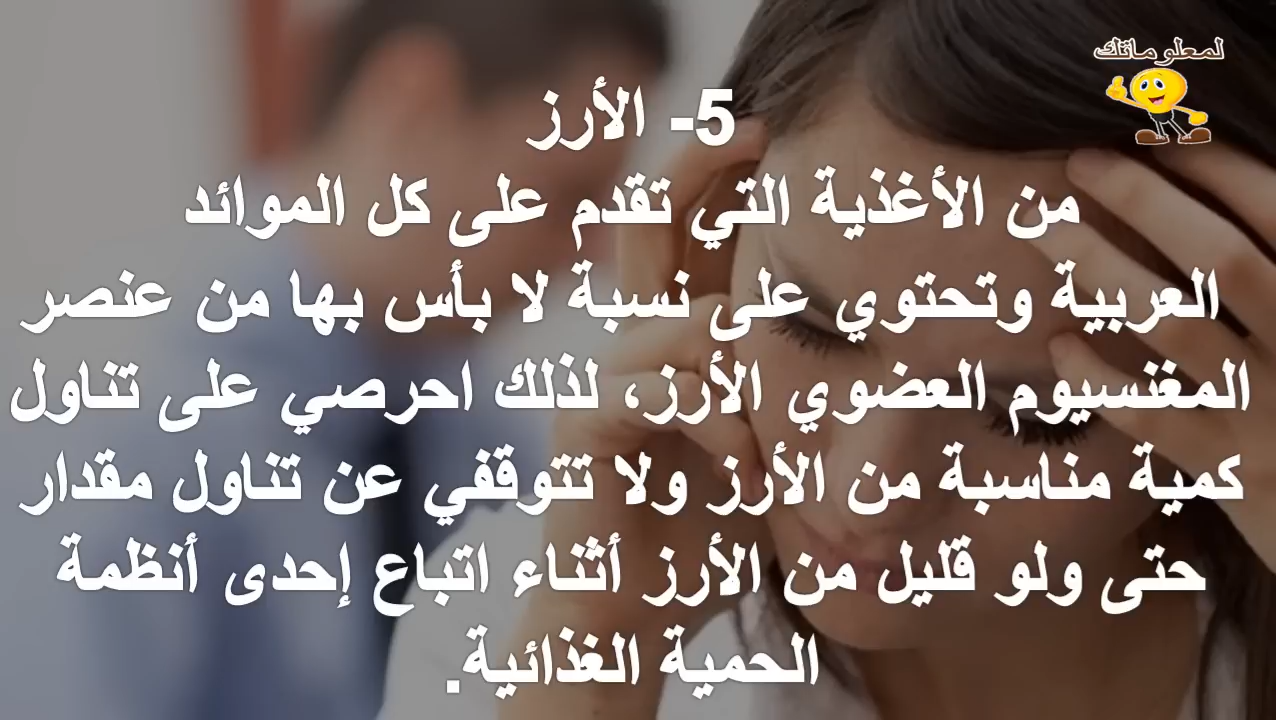 لمعلوماتك
5- الأرز
من الأغذية التي تقدم على كل الموائد
العربية وتحتوي على نسبة لا بأس بها من عنصر
المغنسيوم العضوي الأرز، لذلك احرصي على تناول
كمية مناسبة من الأرز ولا تتوقفي عن تناول مقدار
حتى ولو قليل من الأرز أثناء اتباع إحدى أنظمة
الحمية الغذائية.